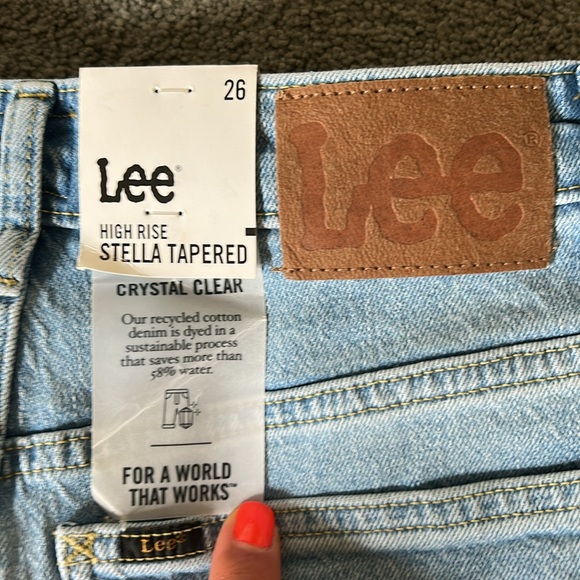 26
Lee®
HIGH RISE
STELLA TAPERED
CRYSTAL CLEAR
Our recycled cotton
denim is dyed in a
sustainable process
that saves more than
58% water.
FOR A WORLD
THAT WORKS™
Lee®
Lee